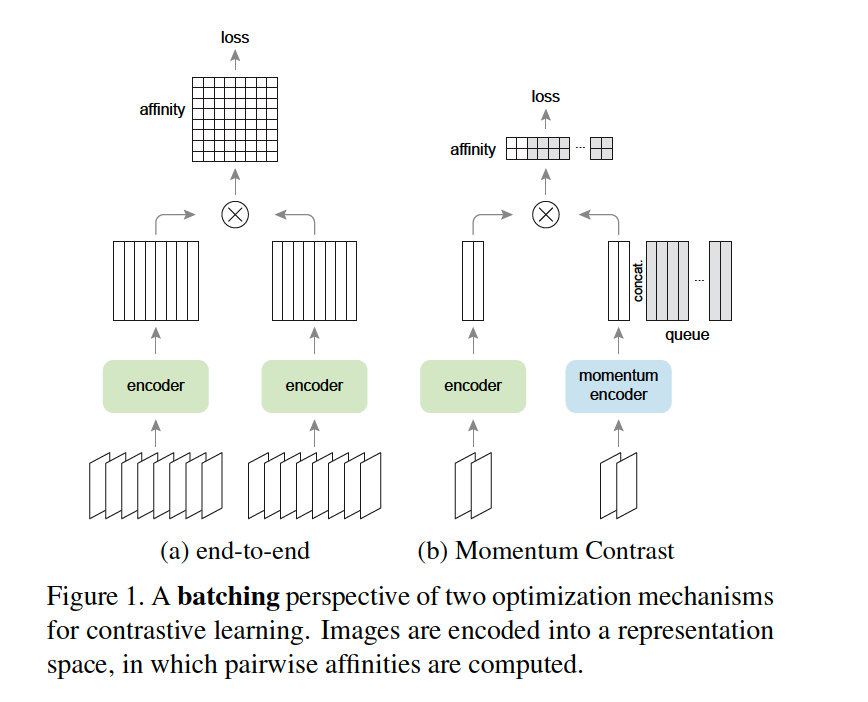 loss
affinity
encoder
encoder
(a) end-to-end
loss
affinity
...
concat.
...
queue
encoder
momentum
encoder
(b) Momentum Contrast
Figure 1. A batching perspective of two optimization mechanisms
for contrastive learning. Images are encoded into a representation
space, in which pairwise affinities are computed.